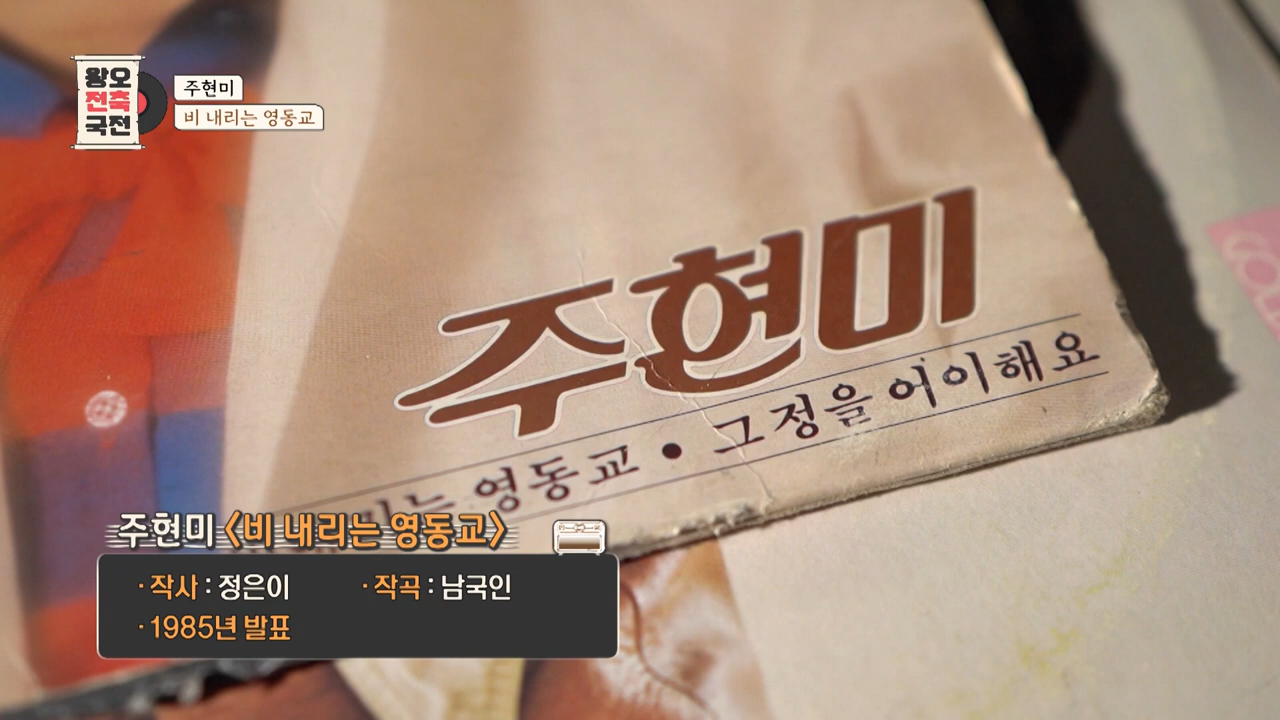 왕오
전축
국전
주현미
비 내리는 영동교
주현미
리는 영동교 • 그 정을 어이해요
주현미 <비 내리는 영동교>
· 작사 : 정은이 · 작곡 : 남국인
· 1985년 발표